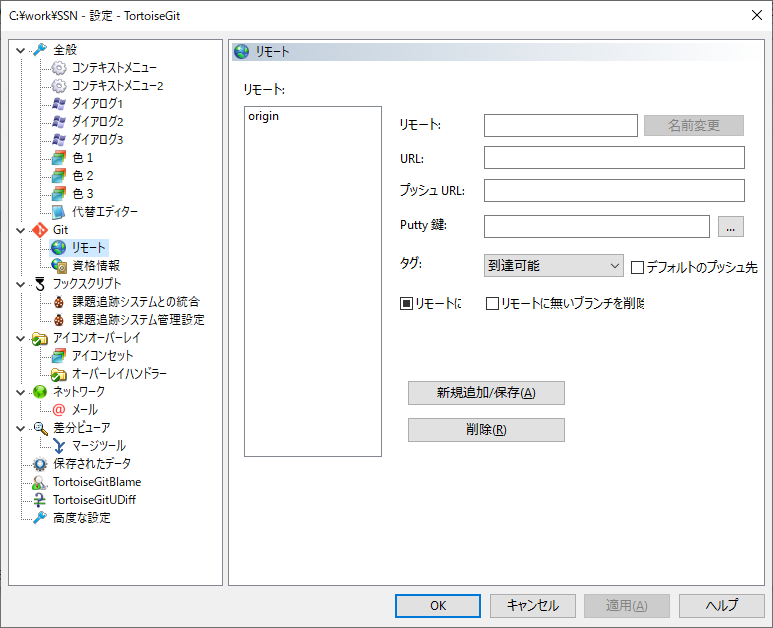 C:¥work¥SSN - 設定 - TortoiseGit
全般
コンテキストメニュー
コンテキストメニュー2
ダイアログ1
ダイアログ2
ダイアログ3
色 1
色 2
色 3
代替エディター
Git
リモート
資格情報
フックスクリプト
課題追跡システムとの統合
課題追跡システム管理設定
アイコンオーバーレイ
アイコンセット
オーバーレイハンドラー
ネットワーク
メール
差分ビューア
マージツール
保存されたデータ
TortoiseGitBlame
TortoiseGitUDiff
高度な設定
リモート
リモート:
origin
リモート:
名前変更
URL:
プッシュ URL:
Putty 鍵:
...
タグ:
到達可能
デフォルトのプッシュ先
リモートに
リモートに無いブランチを削除
新規追加/保存(A)
削除(R)
OK
キャンセル
適用(A)
ヘルプ